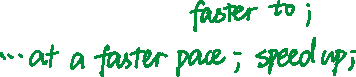 faster to ;
...at a faster pace ; speed up ;